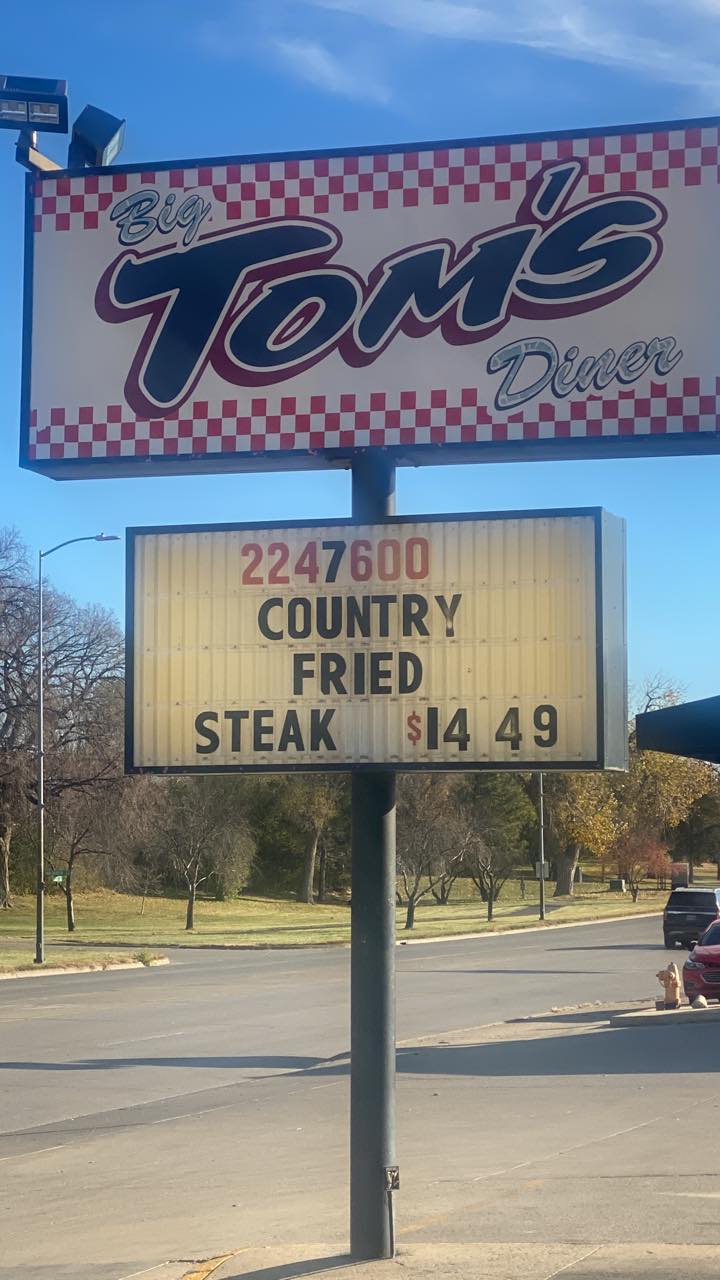 Big
TOM'S
Diner
2247600
COUNTRY
FRIED
STEAK $14 49